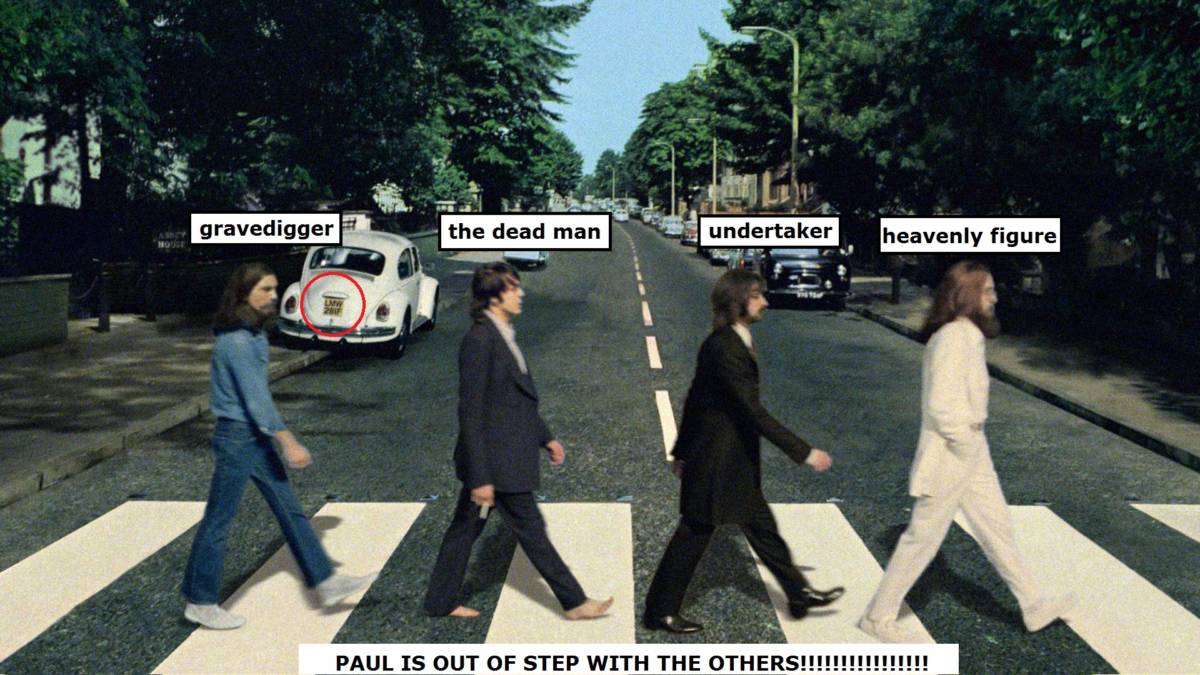 gravedigger
the dead man
undertaker
heavenly figure
LMW
281F
PAUL IS OUT OF STEP WITH THE OTHERS!!!!!!!!!!!!!!!!